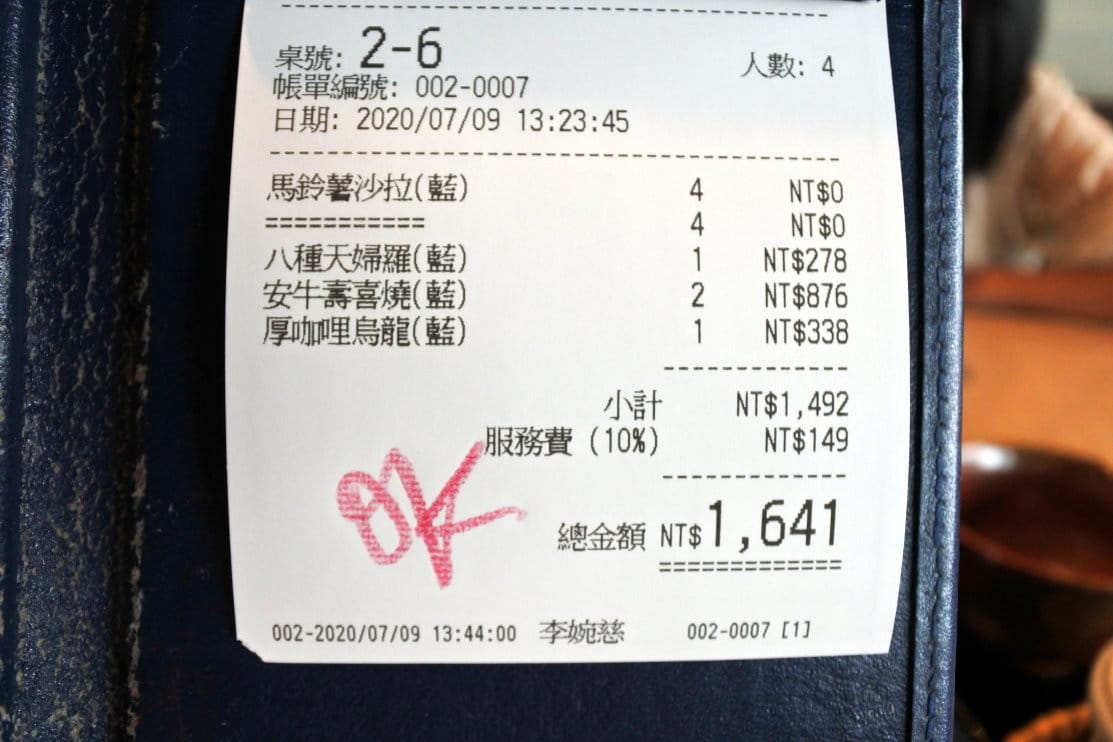 桌號: 2-6 人數: 4
帳單編號: 002-0007
日期: 2020/07/09 13:23:45
馬鈴薯沙拉(藍) 4 NT$0
=========== 4 NT$0
八種天婦羅(藍) 1 NT$278
安牛壽喜燒(藍) 2 NT$876
厚咖哩烏龍(藍) 1 NT$338
小計 NT$1,492
服務費 (10%) NT$149
OK
總金額 NT$1,641
002-2020/07/09 13:44:00 李婉慈 002-0007 [1]